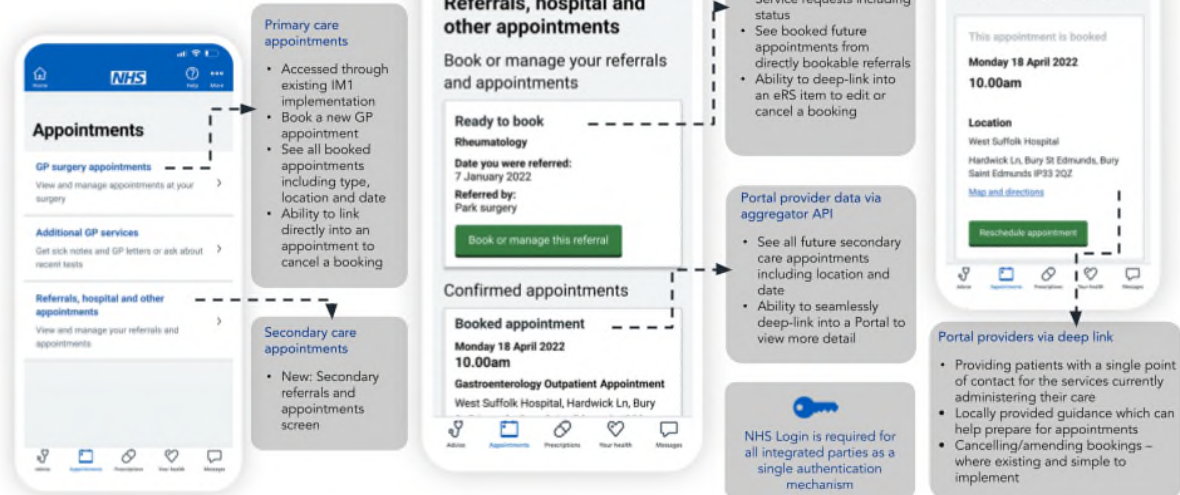 Home
NHS
Help
More
Appointments
GP surgery appointments
View and manage appointments at your
surgery
Additional GP services
Get sick notes and GP letters or ask about
recent tests
Referrals, hospital and other
appointments
View and manage your referrals and
appointments
Advice
Appointments
Prescriptions
Your health
Messages
Primary care
appointments
• Accessed through
existing IM1
implementation
• Book a new GP
appointment
• See all booked
appointments
including type,
location and date
• Ability to link
directly into an
appointment to
cancel a booking
Secondary care
appointments
• New: Secondary
referrals and
appointments
screen
Referrals, hospital and
other appointments
Book or manage your referrals
and appointments
Ready to book
Rheumatology
Date you were referred:
7 January 2022
Referred by:
Park surgery
Book or manage this referral
Confirmed appointments
Booked appointment
Monday 18 April 2022
10.00am
Gastroenterology Outpatient Appointment
West Suffolk Hospital, Hardwick Ln, Bury
Advice
Appointments
Prescriptions
Your health
Messages
Service requests including
status
• See booked future
appointments from
directly bookable referrals
• Ability to deep-link into
an eRS item to edit or
cancel a booking
Portal provider data via
aggregator API
• See all future secondary
care appointments
including location and
date
• Ability to seamlessly
deep-link into a Portal to
view more detail
NHS Login is required for
all integrated parties as a
single authentication
mechanism
This appointment is booked
Monday 18 April 2022
10.00am
Location
West Suffolk Hospital
Hardwick Ln, Bury St Edmunds, Bury
Saint Edmunds IP33 2QZ
Map and directions
Reschedule appointment
Advice
Appointments
Prescriptions
Your health
Messages
Portal providers via deep link
• Providing patients with a single point
of contact for the services currently
administering their care
• Locally provided guidance which can
help prepare for appointments
• Cancelling/amending bookings –
where existing and simple to
implement